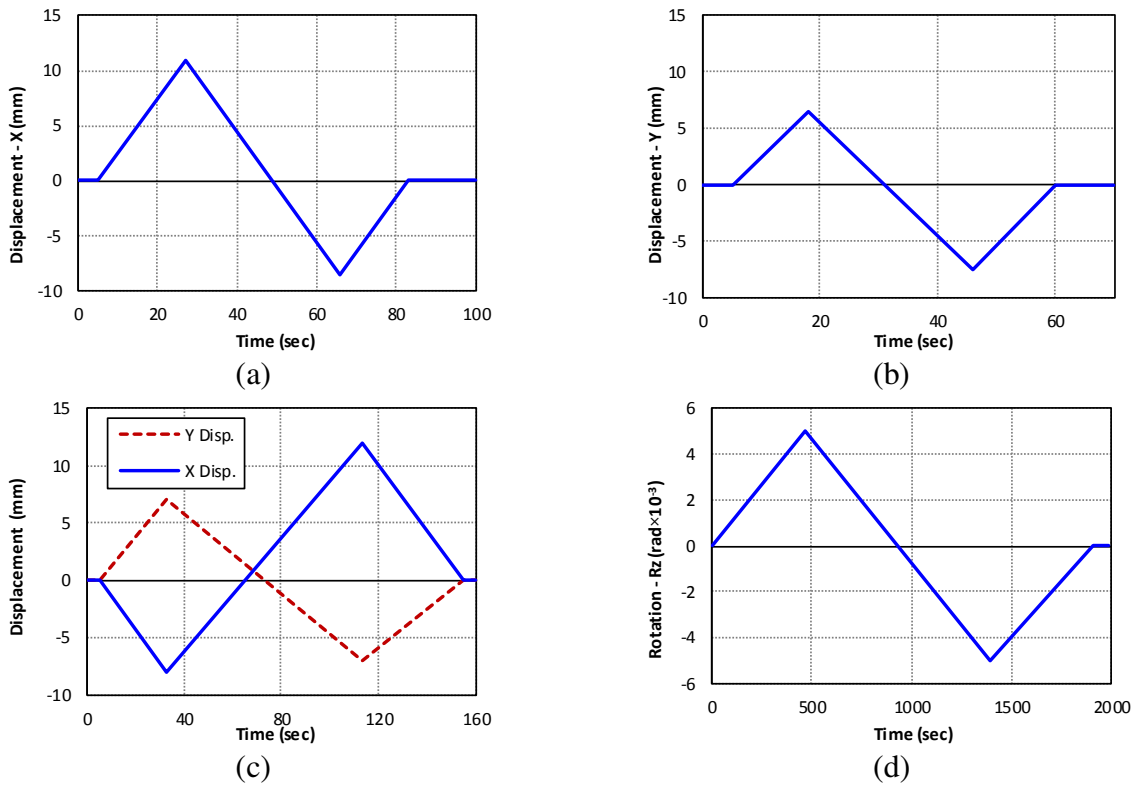 15
10
5
0
-5
-10
Displacement - X (mm)
0 20 40 60 80 100
Time (sec)
(a)
15
10
5
0
-5
-10
Displacement - Y (mm)
0 20 40 60
Time (sec)
(b)
15
10
5
0
-5
-10
Displacement (mm)
Y Disp.
X Disp.
0 40 80 120 160
Time (sec)
(c)
6
4
2
0
-2
-4
-6
Rotation - Rz (rad×10⁻³)
0 500 1000 1500 2000
Time (sec)
(d)